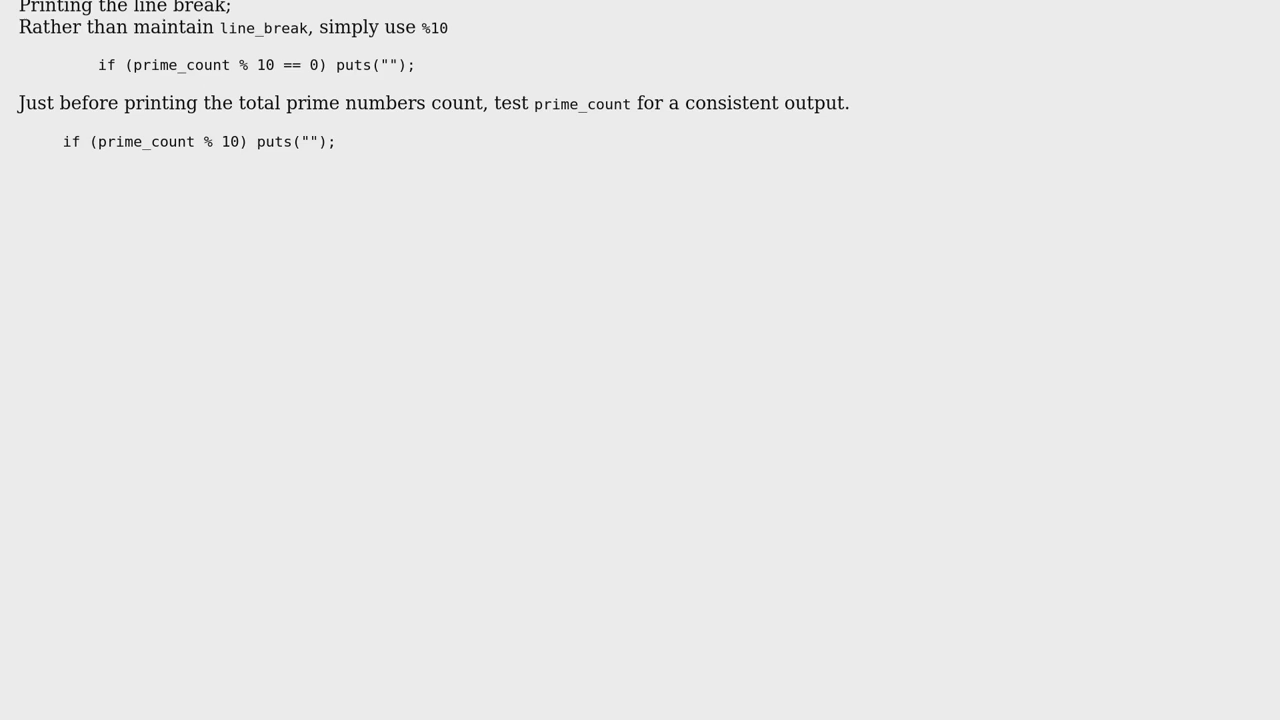 Printing the line break;
Rather than maintain line_break, simply use %10
if (prime_count % 10 == 0) puts("");
Just before printing the total prime numbers count, test prime_count for a consistent output.
if (prime_count % 10) puts("");